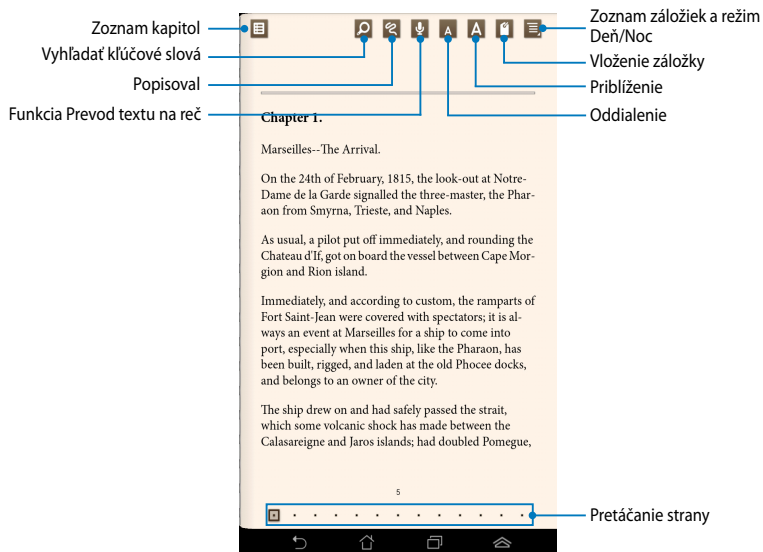 Zoznam kapitol
Vyhľadať kľúčové slová
Popisoval
Funkcia Prevod textu na reč
Zoznam záložiek a režim
Deň/Noc
Vloženie záložky
Priblíženie
Oddialenie
A
A
Chapter 1.
Marseilles--The Arrival.
On the 24th of February, 1815, the look-out at Notre-
Dame de la Garde signalled the three-master, the Phar-
aon from Smyrna, Trieste, and Naples.
As usual, a pilot put off immediately, and rounding the
Chateau d'If, got on board the vessel between Cape Mor-
gion and Rion island.
Immediately, and according to custom, the ramparts of
Fort Saint-Jean were covered with spectators; it is al-
ways an event at Marseilles for a ship to come into
port, especially when this ship, like the Pharaon, has
been built, rigged, and laden at the old Phocee docks,
and belongs to an owner of the city.
The ship drew on and had safely passed the strait,
which some volcanic shock has made between the
Calasareigne and Jaros islands; had doubled Pomegue,
5
Pretáčanie strany